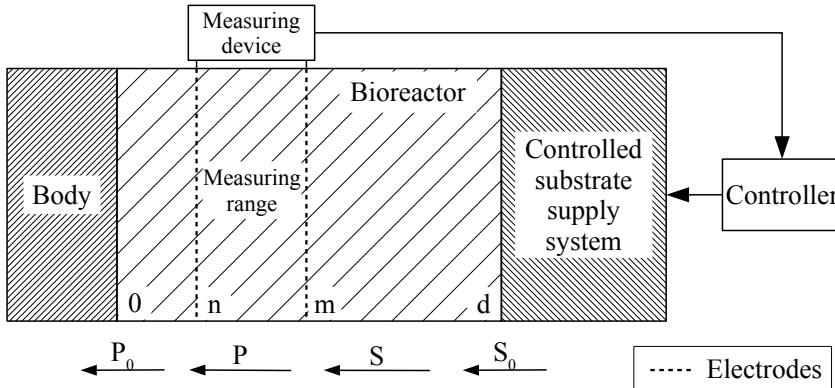 Measuring
device
Bioreactor
Body
Measuring
range
Controlled
substrate
supply
system
Controller
0 n m d
P₀ P S S₀
Electrodes